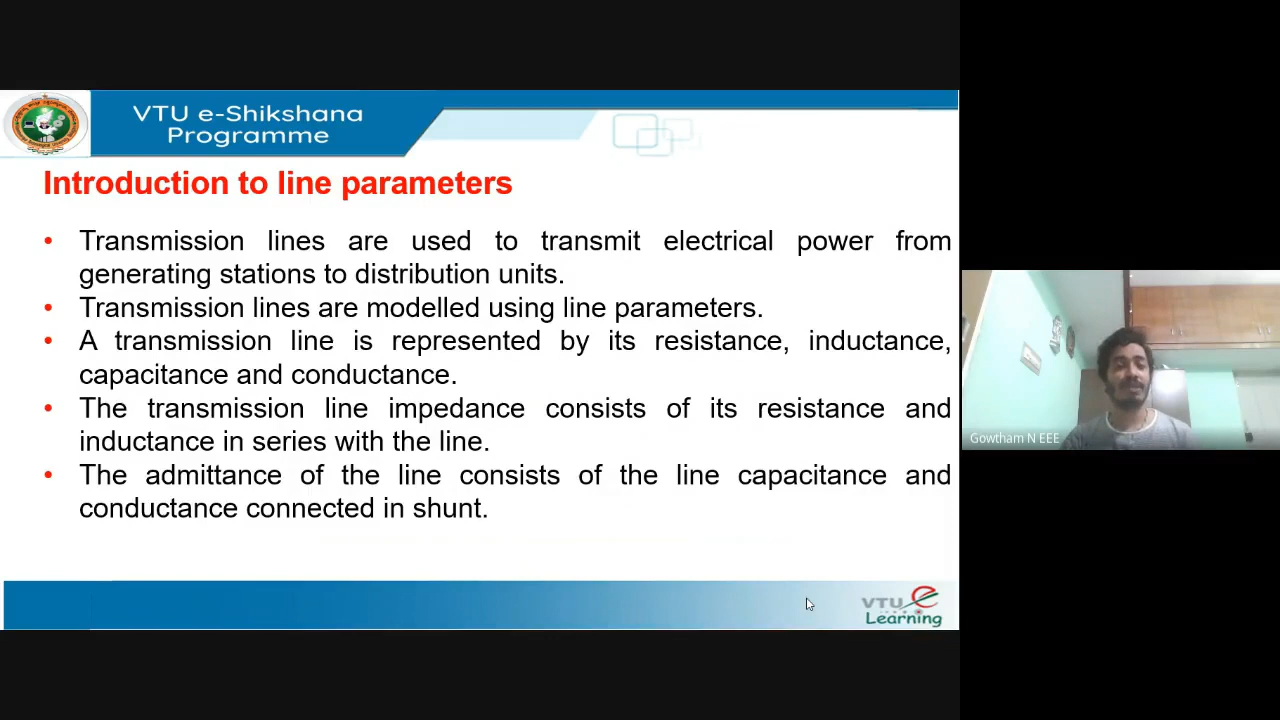 VTU e-Shikshana
Programme
Introduction to line parameters
• Transmission lines are used to transmit electrical power from
generating stations to distribution units.
• Transmission lines are modelled using line parameters.
• A transmission line is represented by its resistance, inductance,
capacitance and conductance.
• The transmission line impedance consists of its resistance and
inductance in series with the line.
• The admittance of the line consists of the line capacitance and
conductance connected in shunt.
VTU e
Learning
Gowtham N EEE